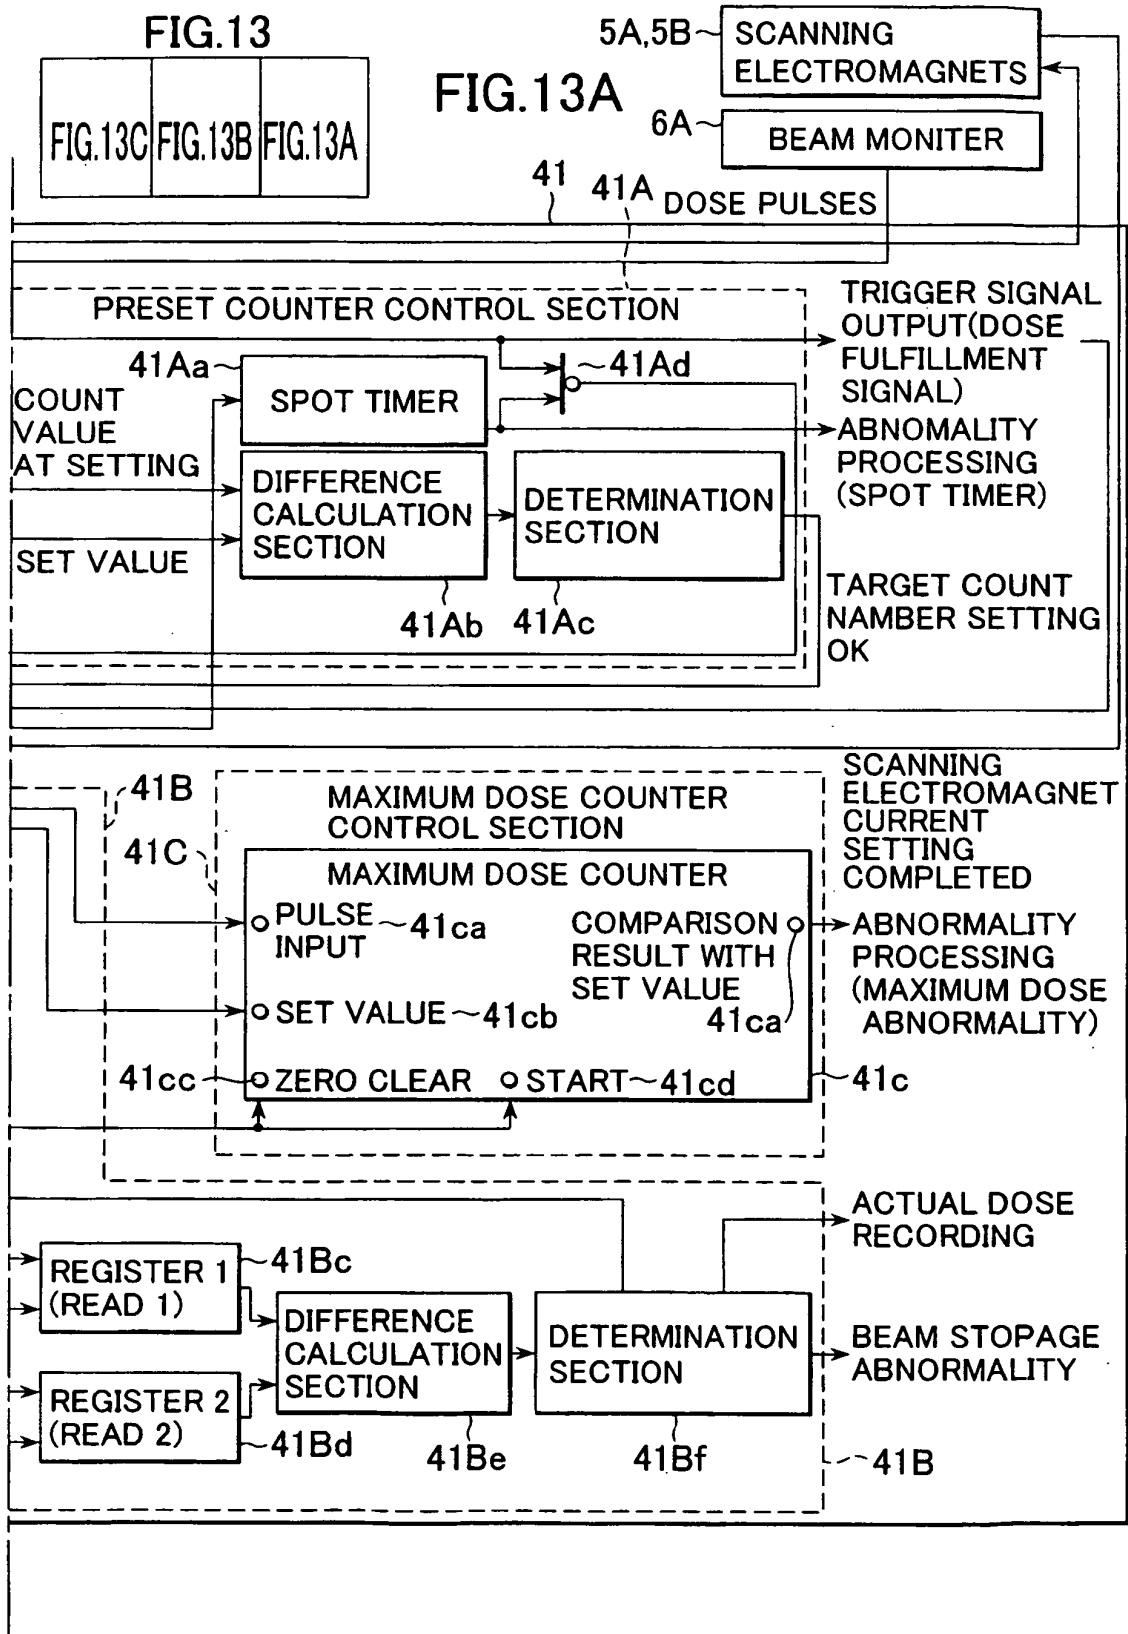 FIG.13
FIG.13C
FIG.13B
FIG.13A
FIG.13A
5A,5B
SCANNING
ELECTROMAGNETS
6A
BEAM MONITER
41
41A
DOSE PULSES
PRESET COUNTER CONTROL SECTION
TRIGGER SIGNAL
OUTPUT(DOSE
FULFILLMENT
SIGNAL)
41Aa
SPOT TIMER
41Ad
COUNT
VALUE
AT SETTING
ABNOMALITY
PROCESSING
(SPOT TIMER)
DIFFERENCE
CALCULATION
SECTION
DETERMINATION
SECTION
SET VALUE
41Ab
41Ac
TARGET COUNT
NAMBER SETTING
OK
41B
41C
MAXIMUM DOSE COUNTER
CONTROL SECTION
SCANNING
ELECTROMAGNET
CURRENT
SETTING
COMPLETED
MAXIMUM DOSE COUNTER
PULSE
INPUT
41ca
COMPARISON
RESULT WITH
SET VALUE
41ca
ABNORMALITY
PROCESSING
(MAXIMUM DOSE
ABNORMALITY)
SET VALUE
41cb
41cc
ZERO CLEAR
START
41cd
41c
ACTUAL DOSE
RECORDING
REGISTER 1
(READ 1)
41Bc
DIFFERENCE
CALCULATION
SECTION
DETERMINATION
SECTION
BEAM STOPAGE
ABNORMALITY
REGISTER 2
(READ 2)
41Bd
41Be
41Bf
41B